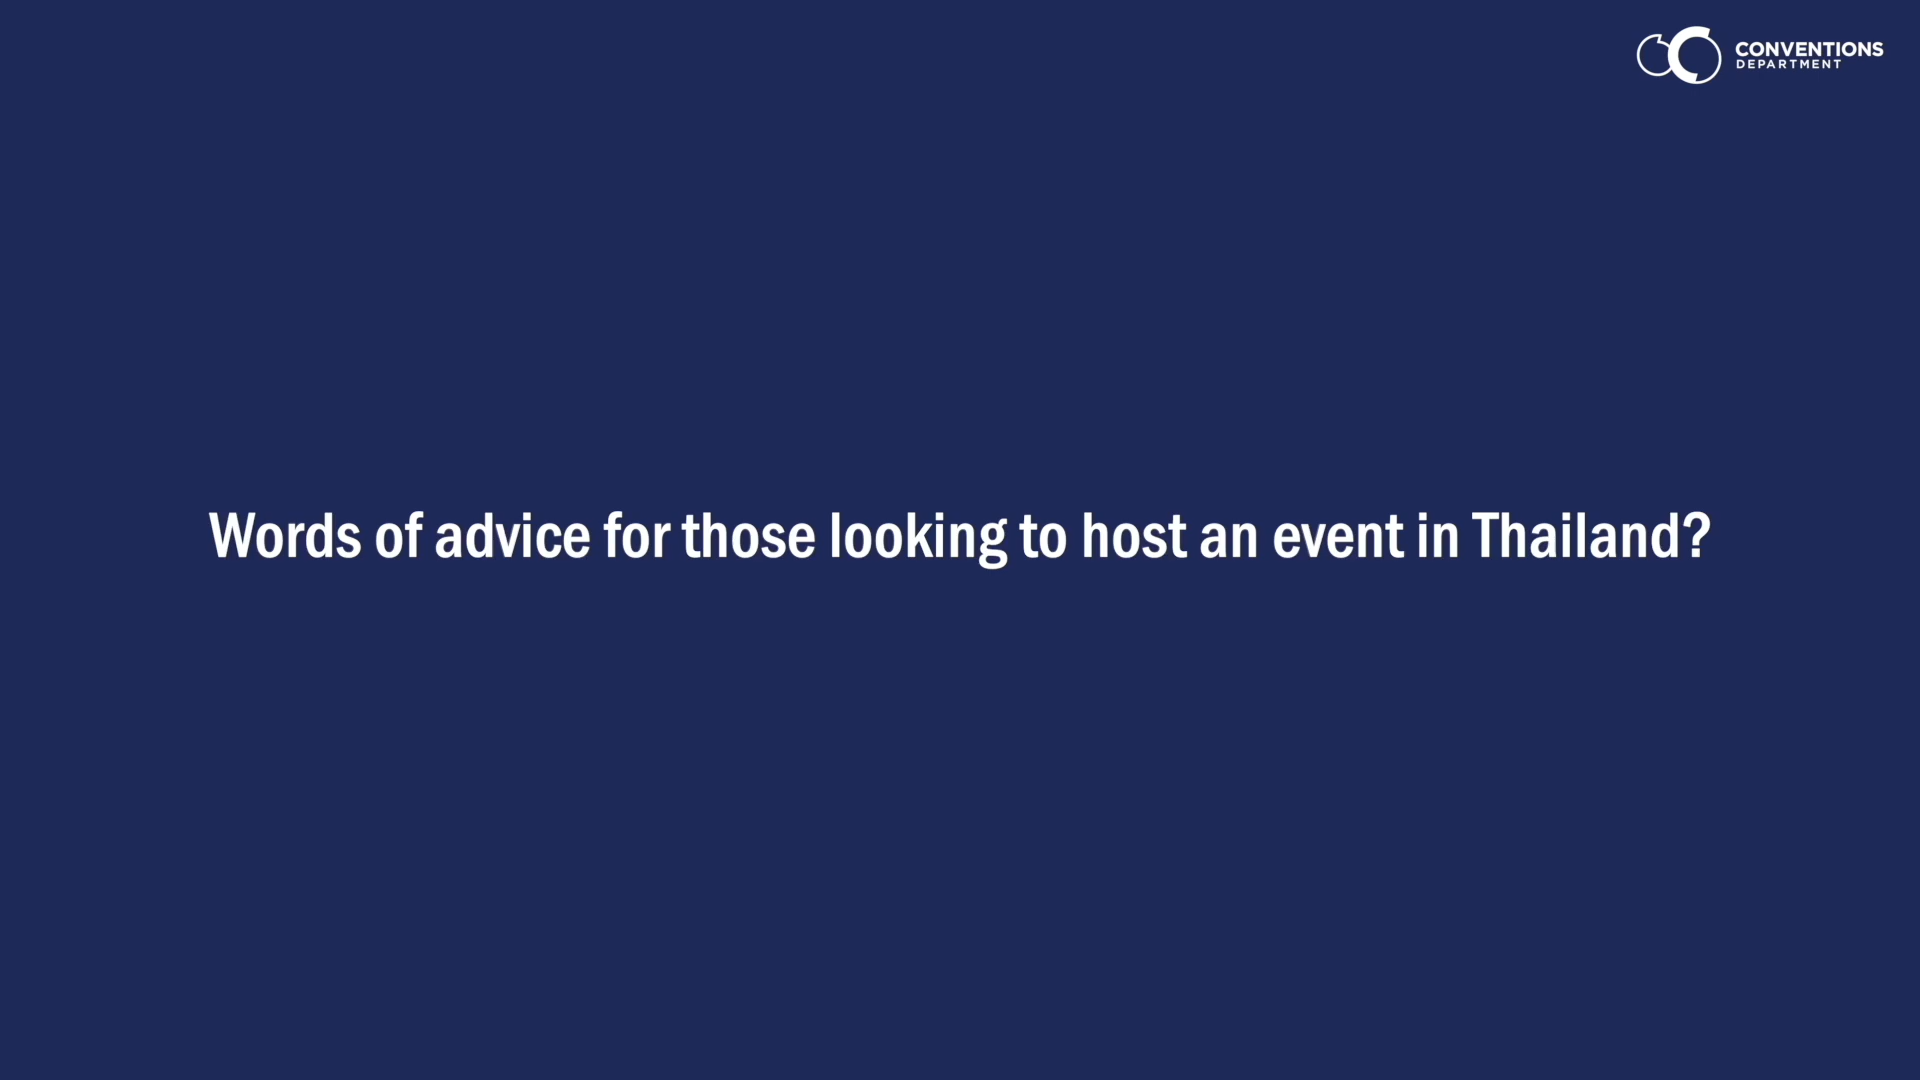 CONVENTIONS
DEPARTMENT
Words of advice for those looking to host an event in Thailand?